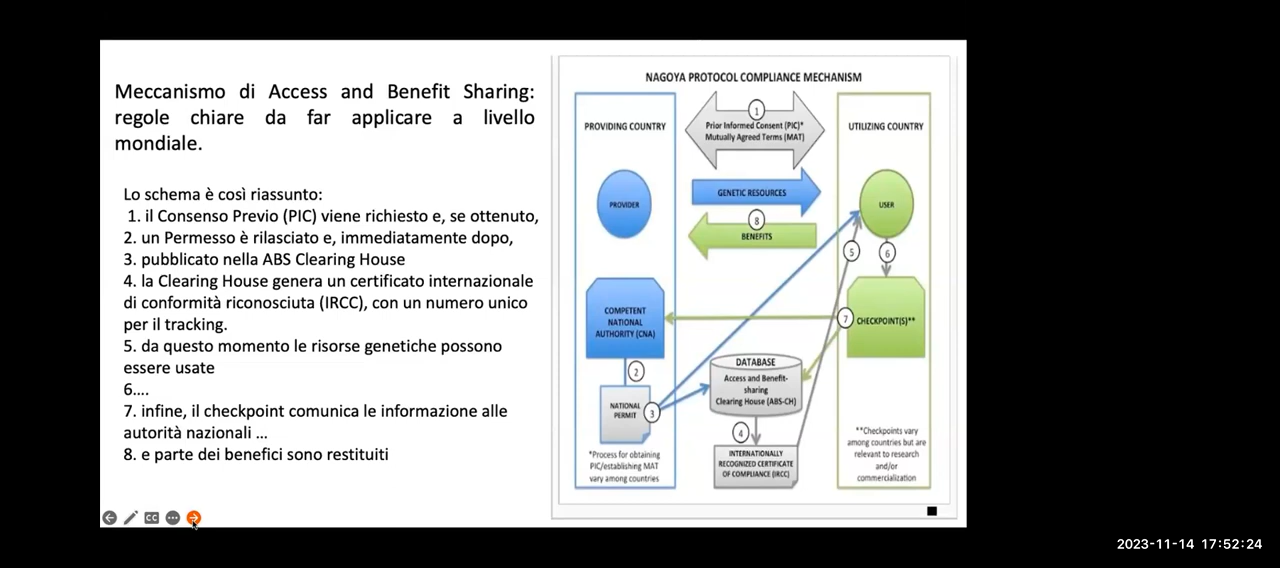 Meccanismo di Access and Benefit Sharing:
regole chiare da far applicare a livello
mondiale.
Lo schema è così riassunto:
1. il Consenso Previo (PIC) viene richiesto e, se ottenuto,
2. un Permesso è rilasciato e, immediatamente dopo,
3. pubblicato nella ABS Clearing House
4. la Clearing House genera un certificato internazionale
di conformità riconosciuta (IRCC), con un numero unico
per il tracking.
5. da questo momento le risorse genetiche possono
essere usate
6....
7. infine, il checkpoint comunica le informazione alle
autorità nazionali ...
8. e parte dei benefici sono restituiti
NAGOYA PROTOCOL COMPLIANCE MECHANISM
PROVIDING COUNTRY
1
Prior Informed Consent (PIC)*
Mutually Agreed Terms (MAT)
UTILIZING COUNTRY
PROVIDER
GENETIC RESOURCES
USER
8
BENEFITS
5
6
COMPETENT
NATIONAL
AUTHORITY (CNA)
7
CHECKPOINT(S)**
2
DATABASE
Access and Benefit-
sharing
Clearing House (ABS-CH)
NATIONAL
PERMIT
3
4
INTERNATIONALLY
RECOGNIZED CERTIFICATE
OF COMPLIANCE (IRCC)
*Process for obtaining
PIC/establishing MAT
vary among countries
**Checkpoints vary
among countries but are
relevant to research
and/or
commercialization
CC
2023-11-14 17:52:24